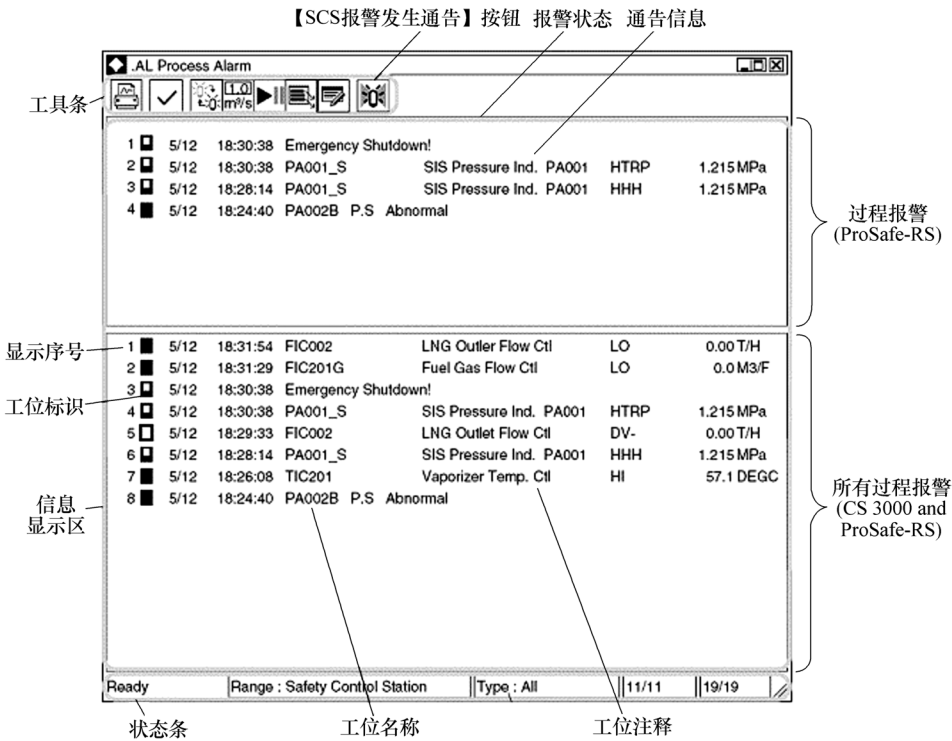 【SCS报警发生通告】按钮 报警状态 通告信息
.AL Process Alarm
工具条
1.0
m³/s
1 5/12 18:30:38 Emergency Shutdown!
2 5/12 18:30:38 PA001_S SIS Pressure Ind. PA001 HTRP 1.215 MPa
3 5/12 18:28:14 PA001_S SIS Pressure Ind. PA001 HHH 1.215 MPa
4 5/12 18:24:40 PA002B P.S Abnormal
过程报警
(ProSafe-RS)
显示序号
1 5/12 18:31:54 FIC002 LNG Outler Flow Ctl LO 0.00 T/H
2 5/12 18:31:29 FIC201G Fuel Gas Flow Ctl LO 0.0 M3/F
3 5/12 18:30:38 Emergency Shutdown!
工位标识
4 5/12 18:30:38 PA001_S SIS Pressure Ind. PA001 HTRP 1.215 MPa
5 5/12 18:29:33 FIC002 LNG Outlet Flow Ctl DV- 0.00 T/H
6 5/12 18:28:14 PA001_S SIS Pressure Ind. PA001 HHH 1.215 MPa
7 5/12 18:26:08 TIC201 Vaporizer Temp. Ctl HI 57.1 DEGC
8 5/12 18:24:40 PA002B P.S Abnormal
信息
显示区
所有过程报警
(CS 3000 and
ProSafe-RS)
Ready Range : Safety Control Station Type : All 11/11 19/19
状态条 工位名称 工位注释